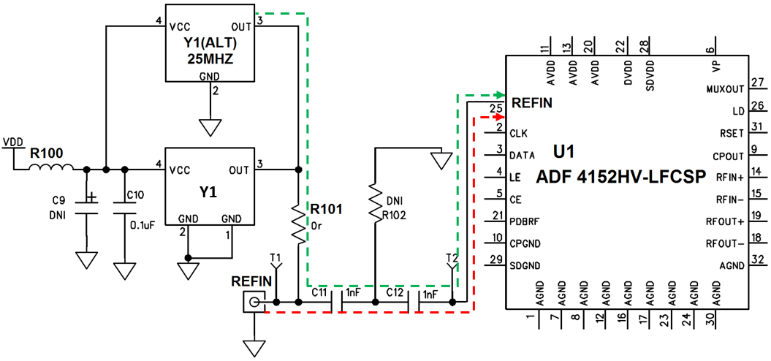 4
VCC
OUT
3
Y1(ALT)
25MHZ
GND
2
VDD
R100
4
VCC
OUT
3
Y1
GND
GND
2
1
C9
DNI
+
C10
0.1uF
R101
0r
DNI
R102
REFIN
T1
T2
C11
1nF
C12
1nF
11
13
20
22
28
6
AVDD
AVDD
AVDD
DVDD
SDVDD
VP
REFIN
25
2
CLK
3
DATA
4
LE
5
CE
21
PDBRF
10
CPGND
29
SDGND
U1
ADF 4152HV-LFCSP
MUXOUT
27
LD
26
RSET
31
CPOUT
9
RFIN+
14
RFIN-
15
RFOUT+
19
RFOUT-
18
AGND
32
AGND
AGND
AGND
AGND
AGND
AGND
AGND
AGND
AGND
1
7
8
12
16
17
23
24
30